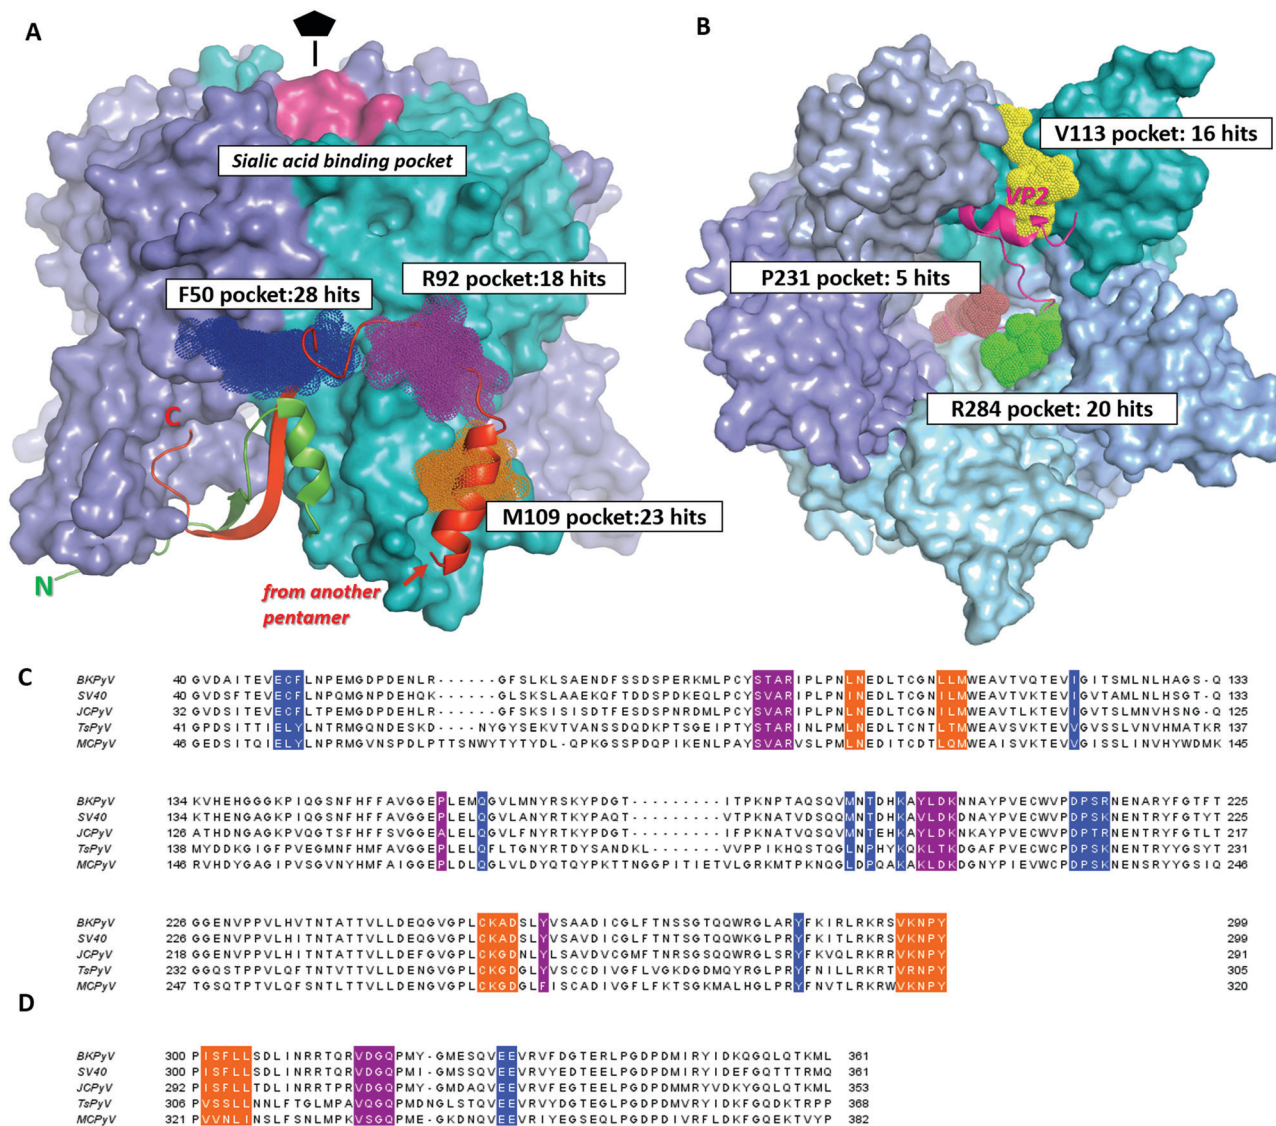 A
B
Sialic acid binding pocket
V113 pocket: 16 hits
VP2
R92 pocket:18 hits
F50 pocket:28 hits
P231 pocket: 5 hits
R284 pocket: 20 hits
C
M109 pocket:23 hits
N
from another
pentamer
C
BKPyV 40 GVDAITEVECFLNPEMGDPDENLR------GFSLKLSAENDFSSDSPERKMLPCYSTARIPLPNLNEDLTCGNLLMWEAVTVQTEVIGITSMLNLHAGS-Q 133
SV40 40 GVDSFTEVECFLNPQMGNPDEHQK------GLSKSLAAEKQFTDDSPDKEQLPCYSVARIPLPNINEDLTCGNILMWEAVTVKTEVIGVTAMLNLHSGT-Q 133
JCPyV 32 GVDSITEVECFLTPEMGDPDEHLR------GFSKSISISDTFESDSPNRDMLPCYSVARIPLPNLNEDLTCGNILMWEAVTLKTEVIGVTSLMNVHSNG-Q 125
TsPyV 41 GPDSITTIELYLNPRMGQNDESKD----NYGYSEKVTVANSSDQDKPTSGEIPTYSTARINLPMLNEDLTCNTLTMWEAVSVKTEVVGVSSLVNVHMATKR 137
MCPyV 46 GEDSITQIELYLNPRMGVNSPDLPTTSNWYTYTYDL-QPKGSSPDQPIKENLPAYSVARVSLPMLNEDITCDTLQMWEAISVKTEVVGISSLINVHYWDMK 145
BKPyV 134 KVHEHGGGKPIQGSNFHFFAVGGEPLEMQGVLMNYRSKYPDGT---------ITPKNPTAQSQVMNTDHKAYLDKNNAYPVECWVPDPSRNENARYFGTFT 225
SV40 134 KTHENGAGKPIQGSNFHFFAVGGEPLELQGVLANYRTKYPAQT---------VTPKNATVDSQQMNTDHKAVLDKDNAYPVECWVPDPSKNENTRYFGTYT 225
JCPyV 126 ATHDNGAGKPVQGTSFHFFSVGGEALELQGVLFNYRTKYPDGT---------IFPKNATVQSQVMNTEHKAYLDKNKAYPVECWVPDPTRNENTRYFGTLT 217
TsPyV 138 MYDDKGIGFPVEGMNFHMFAVGGEPLELQFLTGNYRTDYSANDKL-------VVPPIKHQSTQGLNPHYKQKLTKDGAFPVECWCPDPSKNENTRYYGSYT 231
MCPyV 146 RVHDYGAGIPVSGVNYHMFAIGGEPLDLQGLVLDYQTQYPKTTNGGPITIETVLGRKMTPKNQGLDPQAKAKLDKDGNYPIEVWCPDPSKNENSRYYGSIQ 246
BKPyV 226 GGENVPPVLHVTNTATTVLLDEQGVGPLCKADSLYVSAADICGLFTNSSGTQQWRGLARYFKIRLRKRSVKNPY 299
SV40 226 GGENVPPVLHITNTATTVLLDEQGVGPLCKADSLYVSAVDICGLFTNTSGTQQWKGLPRYFKITLRKRSVKNPY 299
JCPyV 218 GGENVPPVLHITNTATTVLLDEFGVGPLCKGDNLYLSAVDVCGMFTNRSGSQQWRGLSRYFKVQLRKRRVKNPY 291
TsPyV 232 GGQSTPPVLQFTNTVTTVLLDENGVGPLCKGDGLYVSCCDIVGFLVGKDGDMQYRGLPRYFNILLRKRTVRNPY 305
MCPyV 247 TGSQTPTVLQFSNTLTTVLLDENGVGPLCKGDGLFISCADIVGFLFKTSGKMALHGLPRYFNVTLRKRWVKNPY 320
D
BKPyV 300 PISFLLSDLINRRTQRVDGQPMYGMESQVEEVRVFDGTERLPGDPDMIRYIDKQGQLQTKML 361
SV40 300 PISFLLSDLINRRTQRVDGQPMI-GMSSQVEEVRVYEDTEELPGDPDMIRYIDEFGQTTTRMQ 361
JCPyV 292 PISFLLTDLINRRTPRVDGQPMY-GMDAQVEEVRVFEGTEELPGDPDMMRYVDKYGQLQTKML 353
TsPyV 306 PVSSLLNNLFTGLMPAVQGQPMDNGLSTQVEEVRVYDGTEGLPGDPDMIRYIDKFGQDKTRPP 368
MCPyV 321 PVVNLINSLFSNLMPKVSGQPME-GKDNQVEEVRIYEGSEQLPGDPDIVRFLDKFGQEKTVYP 382